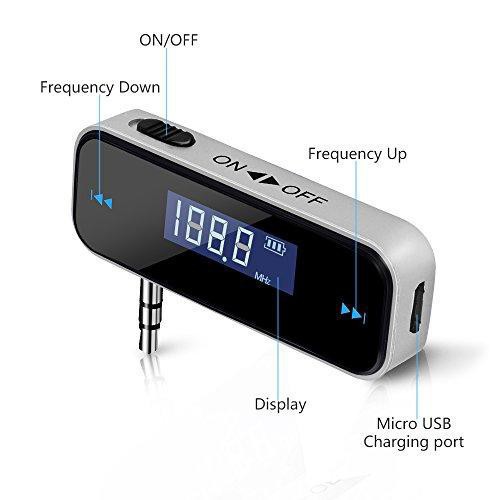 ON/OFF
Frequency Down
Frequency Up
ON◀▶OFF
188.8
MHz
Display
Micro USB
Charging port